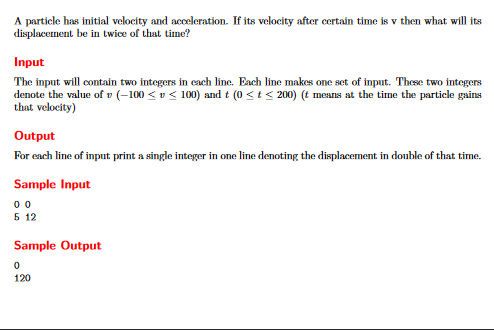 A particle has initial velocity and acceleration. If its velocity after certain time is v then what will its
displacement be in twice of that time?
Input
The input will contain two integers in each line. Each line makes one set of input. These two integers
denote the value of v (−100 ≤ v ≤ 100) and t (0 ≤ t ≤ 200) (t means at the time the particle gains
that velocity)
Output
For each line of input print a single integer in one line denoting the displacement in double of that time.
Sample Input
0 0
5 12
Sample Output
0
120